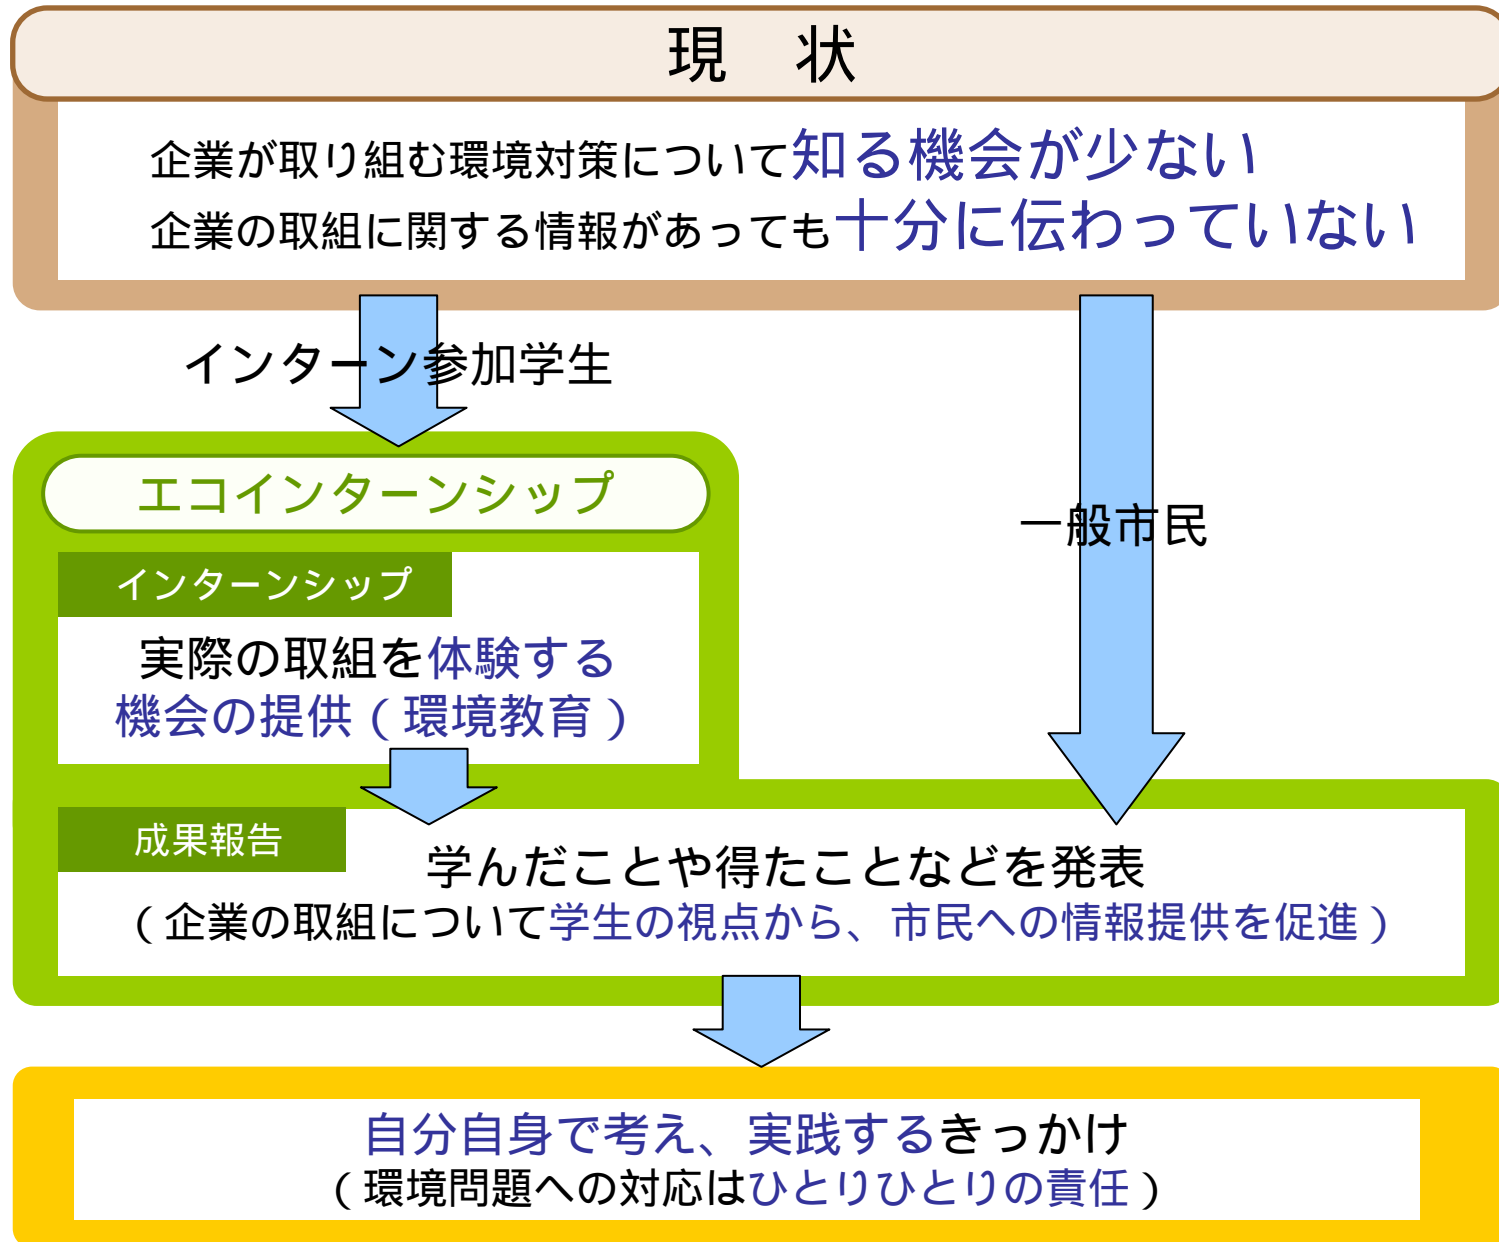 現　状
企業が取り組む環境対策について知る機会が少ない
企業の取組に関する情報があっても十分に伝わっていない
インターン参加学生
一般市民
エコインターンシップ
インターンシップ
実際の取組を体験する
機会の提供（環境教育）
成果報告
学んだことや得たことなどを発表
（企業の取組について学生の視点から、市民への情報提供を促進）
自分自身で考え、実践するきっかけ
（環境問題への対応はひとりひとりの責任）